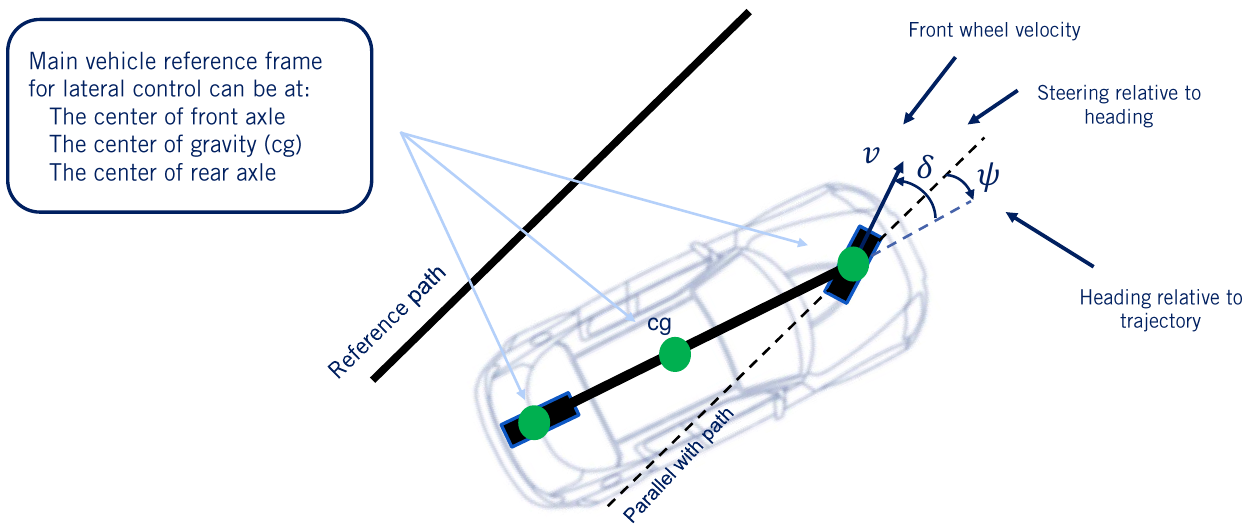 Main vehicle reference frame
for lateral control can be at:
The center of front axle
The center of gravity (cg)
The center of rear axle
Front wheel velocity
Steering relative to
heading
v
δ
ψ
Reference path
cg
Heading relative to
trajectory
Parallel with path